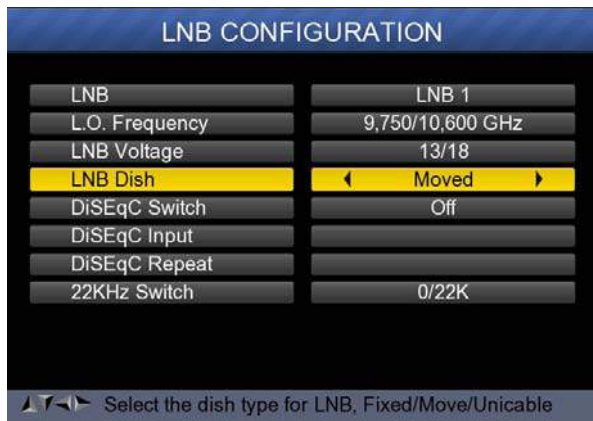 LNB CONFIGURATION
LNB LNB 1
L.O. Frequency 9,750/10,600 GHz
LNB Voltage 13/18
LNB Dish Moved
DiSEqC Switch Off
DiSEqC Input
DiSEqC Repeat
22KHz Switch 0/22K
Select the dish type for LNB, Fixed/Move/Unicable